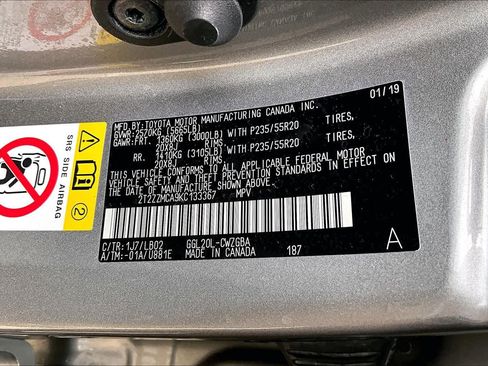 MFD. BY:TOYOTA MOTOR MANUFACTURING CANADA INC. 01/19
GVWR: 2570KG (5665LB)
GAWR:FRT. 1360KG (3000LB) WITH P235/55R20 TIRES,
20X8J RIMS
RR. 1410KG (3105LB) WITH P235/55R20 TIRES,
20X8J RIMS
THIS VEHICLE CONFORMS TO ALL APPLICABLE FEDERAL MOTOR
VEHICLE SAFETY AND THEFT PREVENTION STANDARDS IN EFFECT ON
THE DATE OF MANUFACTURE SHOWN ABOVE.
2T2ZZMCA9KC133367 MPV
C/TR: 1J7/LB02 GGL20L-CWZGBA
A/TM:-01A/U881E MADE IN CANADA 187 A
SRS SIDE AIRBAG
2